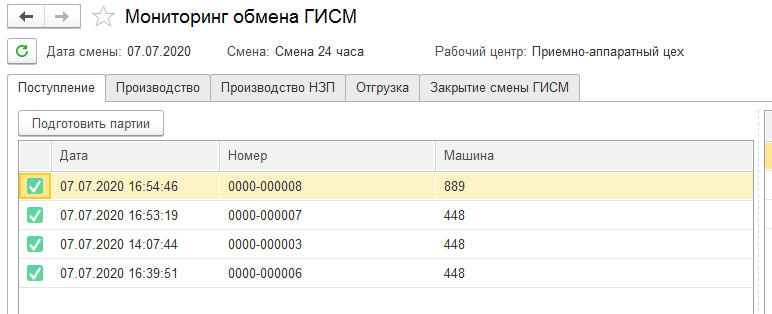 Мониторинг обмена ГИСМ
Дата смены: 07.07.2020 Смена: Смена 24 часа Рабочий центр: Приемно-аппаратный цех
Поступление Производство Производство НЗП Отгрузка Закрытие смены ГИСМ
Подготовить партии
Дата Номер Машина
07.07.2020 16:54:46 0000-000008 889
07.07.2020 16:53:19 0000-000007 448
07.07.2020 14:07:44 0000-000003 448
07.07.2020 16:39:51 0000-000006 448